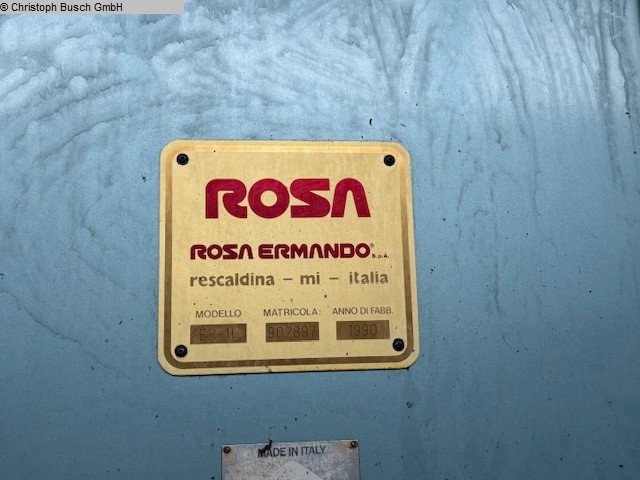 © Christoph Busch GmbH
ROSA
ROSA ERMANDO® S.p.A.
rescaldina – mi – italia
MODELLO MATRICOLA: ANNO DI FABB.
902897 1990
MADE IN ITALY